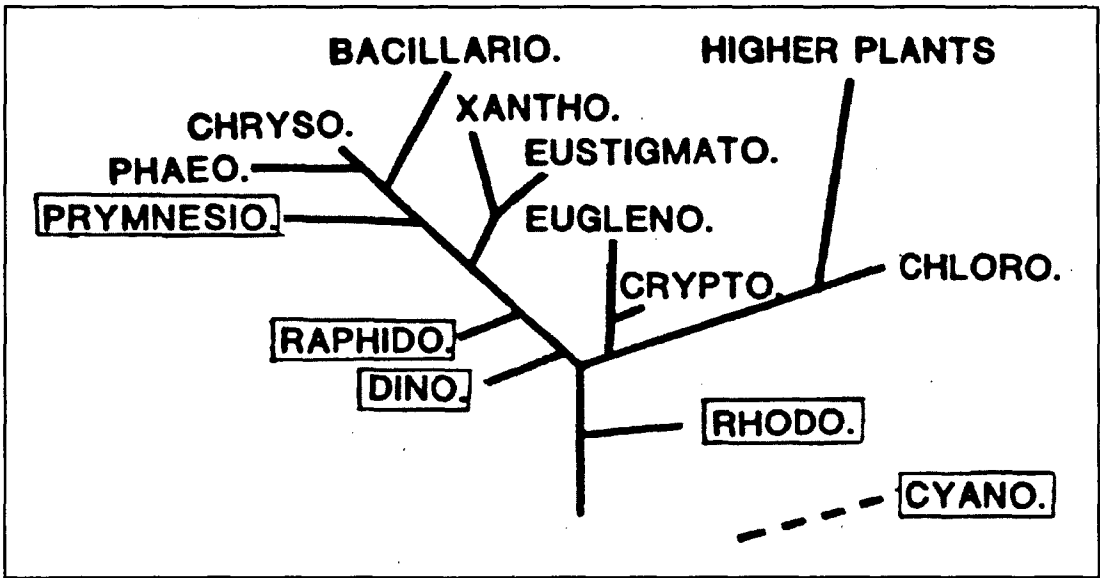 BACILLARIO.
HIGHER PLANTS
XANTHO.
CHRYSO.
EUSTIGMATO.
PHAEO.
PRYMNESIO.
EUGLENO.
CHLORO.
CRYPTO.
RAPHIDO.
DINO.
RHODO.
CYANO.